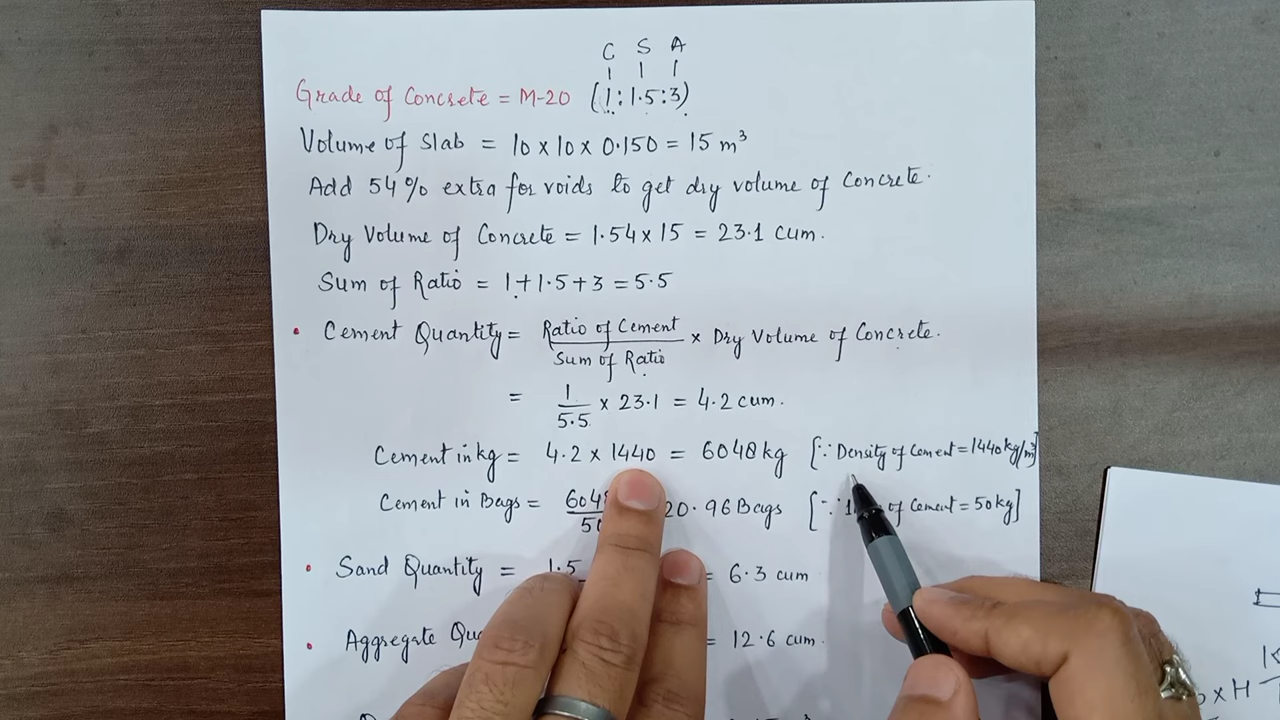 C S A
Grade of Concrete = M-20 (1:1.5:3)
Volume of Slab = 10 x 10 x 0.150 = 15 m³
Add 54% extra for voids to get dry volume of Concrete.
Dry Volume of Concrete = 1.54 x 15 = 23.1 cum.
Sum of Ratio = 1+1.5+3 = 5.5
• Cement Quantity = Ratio of Cement / Sum of Ratio x Dry Volume of Concrete.
= 1/5.5 x 23.1 = 4.2 cum.
Cement in kg = 4.2 x 1440 = 6048 kg [∵ Density of Cement = 1440 kg/m³]
Cement in Bags = 20.96 Bags [∵ of Cement = 50 kg]
• Sand Quantity = 1.5 = 6.3 cum
• Aggregate = 12.6 cum.
x H